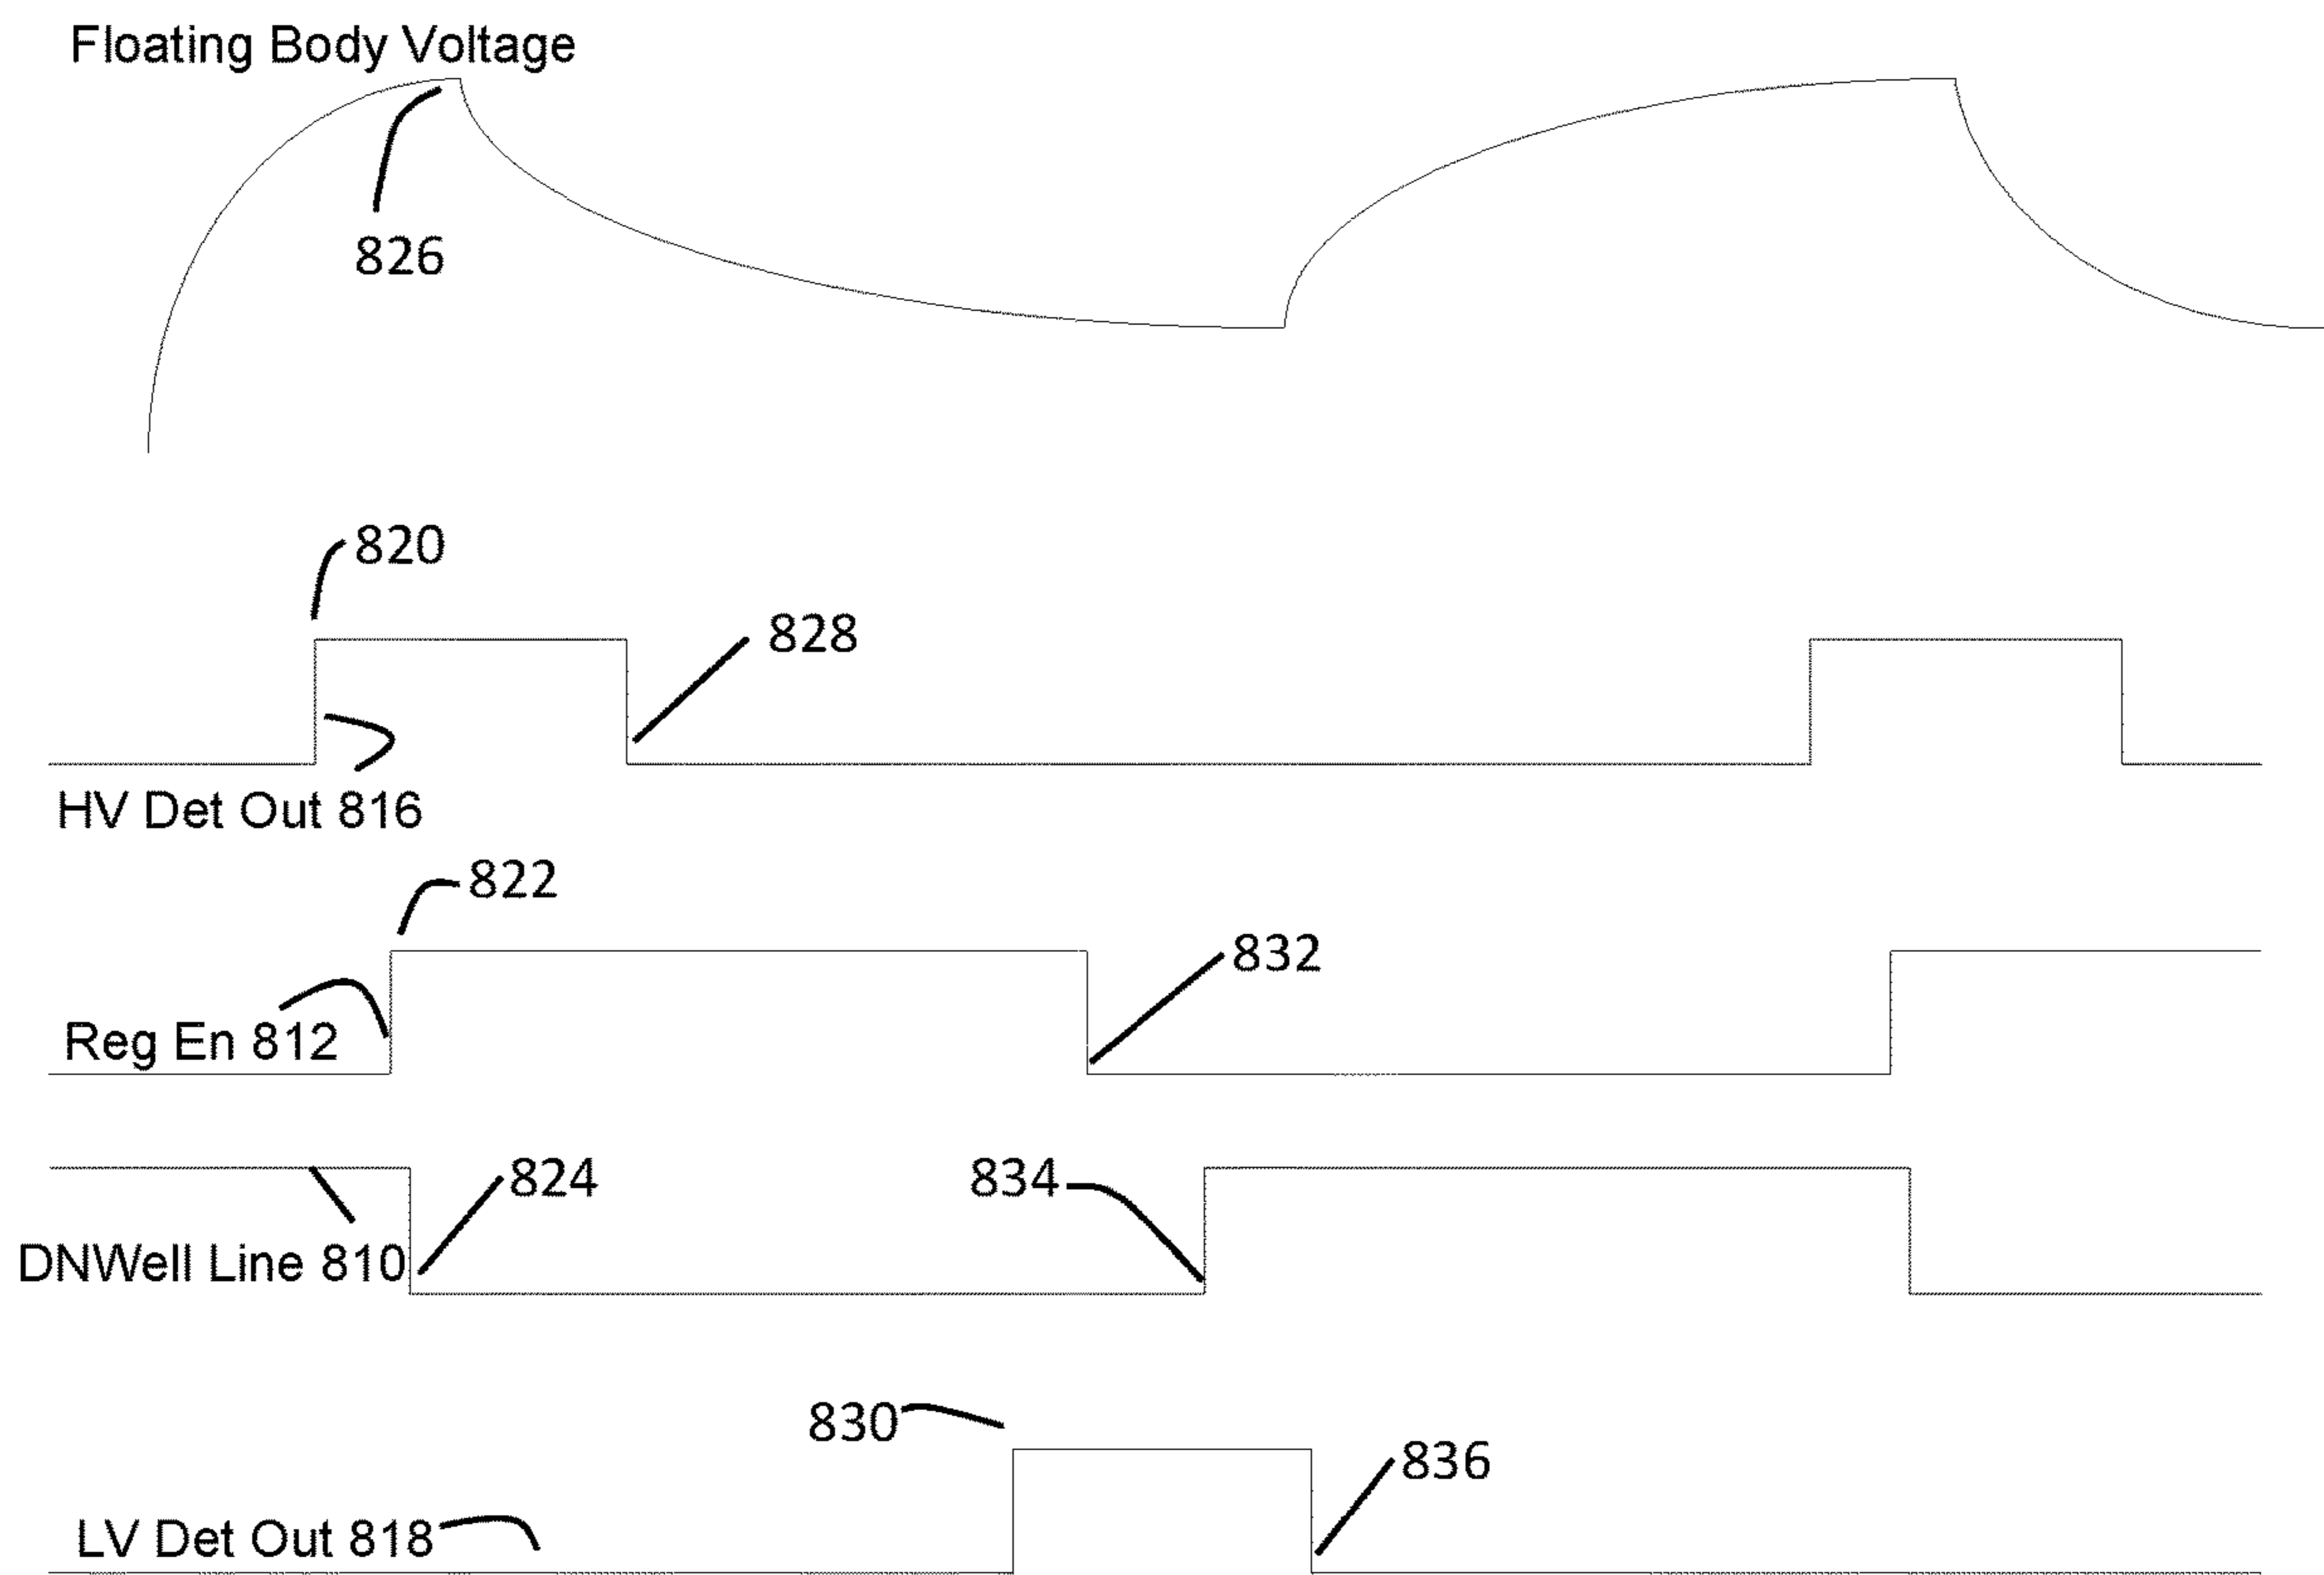 Floating Body Voltage
826
820
828
HV Det Out 816
822
832
Reg En 812
824
834
DNWell Line 810
830
836
LV Det Out 818